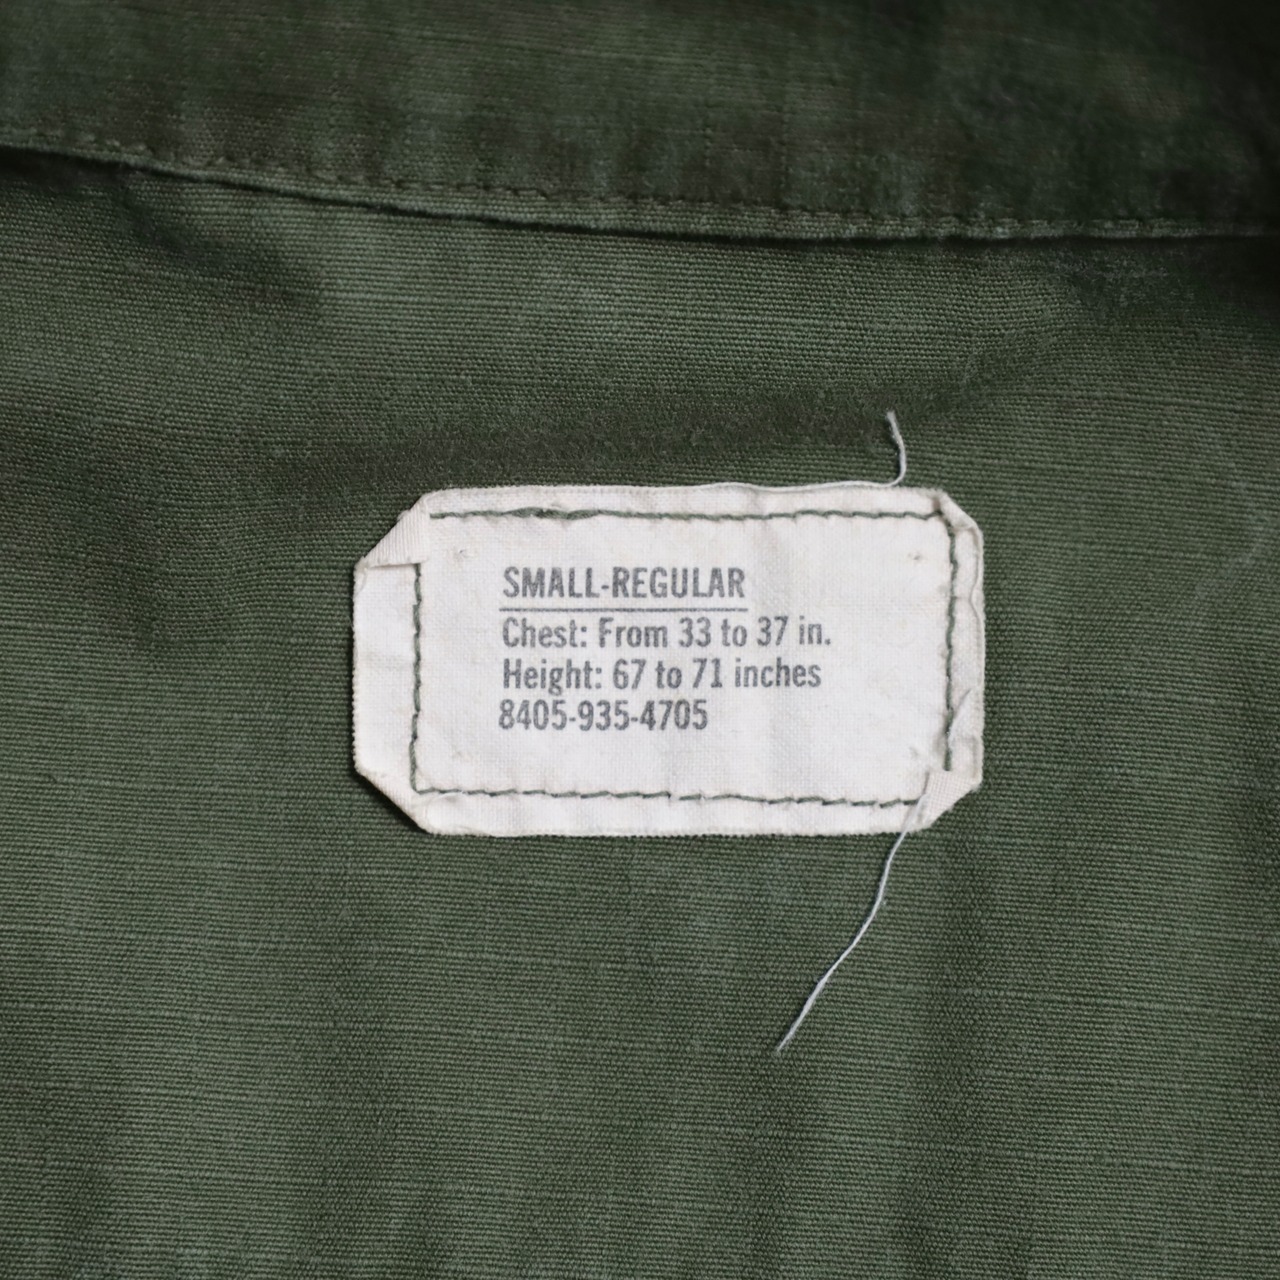 SMALL-REGULAR
Chest: From 33 to 37 in.
Height: 67 to 71 inches
8405-935-4705